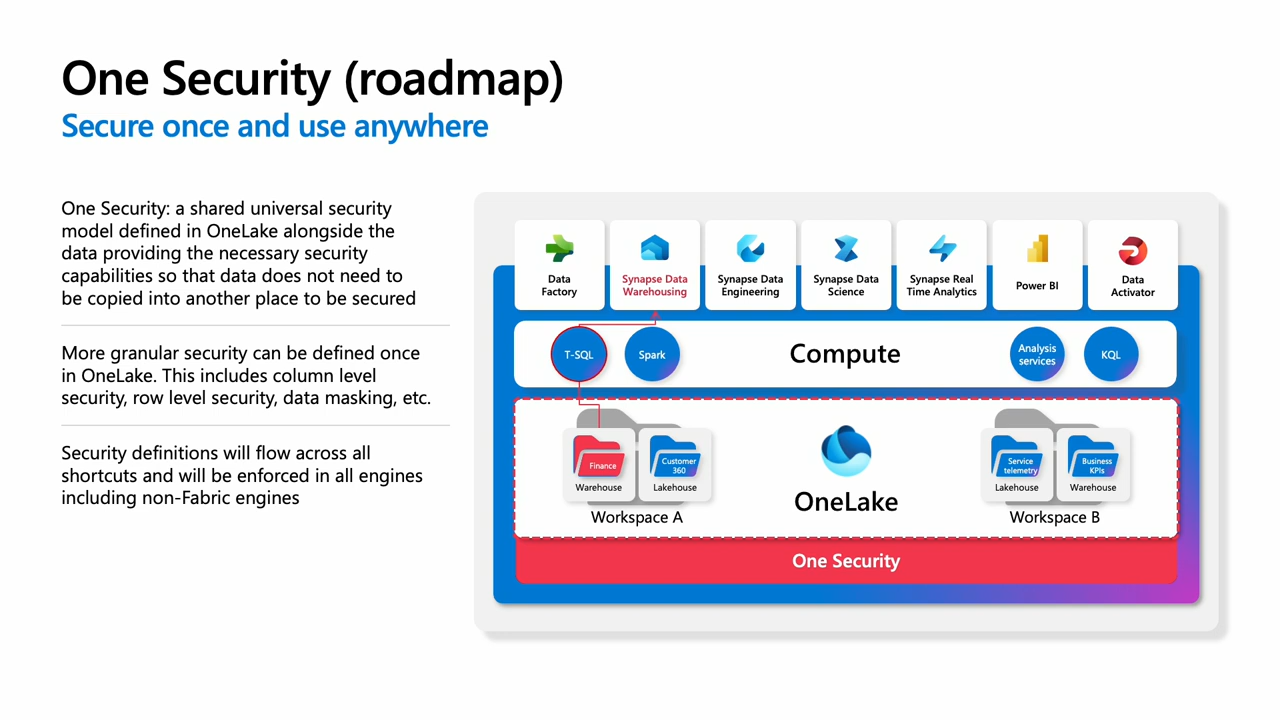 One Security (roadmap)
Secure once and use anywhere
One Security: a shared universal security
model defined in OneLake alongside the
data providing the necessary security
capabilities so that data does not need to
be copied into another place to be secured
More granular security can be defined once
in OneLake. This includes column level
security, row level security, data masking, etc.
Security definitions will flow across all
shortcuts and will be enforced in all engines
including non-Fabric engines
Data
Factory
Synapse Data
Warehousing
Synapse Data
Engineering
Synapse Data
Science
Synapse Real
Time Analytics
Power BI
Data
Activator
T-SQL
Spark
Compute
Analysis
services
KQL
Finance
Warehouse
Customer
360
Lakehouse
Workspace A
OneLake
Service
telemetry
Lakehouse
Business
KPIs
Warehouse
Workspace B
One Security